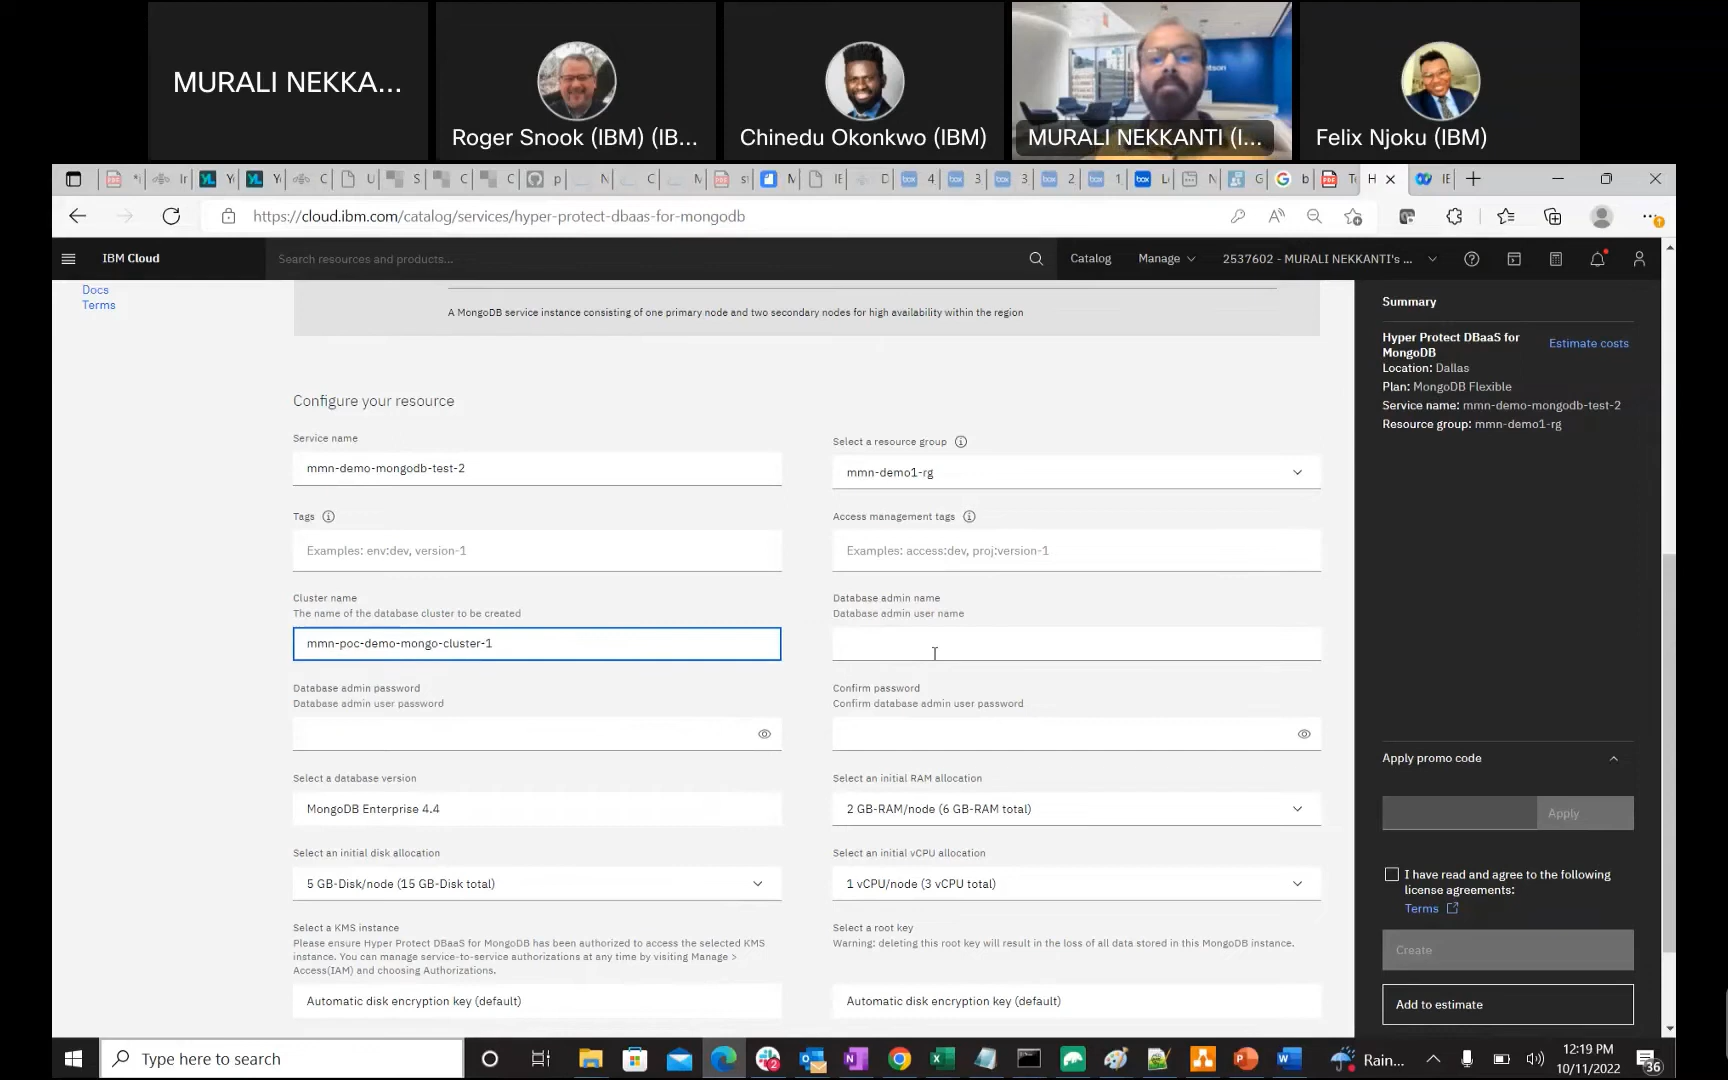 MURALI NEKKA...
Roger Snook (IBM) (IB...
Chinedu Okonkwo (IBM)
MURALI NEKKANTI (I...
Felix Njoku (IBM)
https://cloud.ibm.com/catalog/services/hyper-protect-dbaas-for-mongodb
IBM Cloud
Search resources and products...
Catalog
Manage
2537602 - MURALI NEKKANTI's ...
Docs
Terms
A MongoDB service instance consisting of one primary node and two secondary nodes for high availability within the region
Configure your resource
Service name
mmn-demo-mongodb-test-2
Select a resource group
mmn-demo1-rg
Tags
Examples: env:dev, version-1
Access management tags
Examples: access:dev, proj:version-1
Cluster name
The name of the database cluster to be created
mmn-poc-demo-mongo-cluster-1
Database admin name
Database admin user name
Database admin password
Database admin user password
Confirm password
Confirm database admin user password
Select a database version
MongoDB Enterprise 4.4
Select an initial RAM allocation
2 GB-RAM/node (6 GB-RAM total)
Select an initial disk allocation
5 GB-Disk/node (15 GB-Disk total)
Select an initial vCPU allocation
1 vCPU/node (3 vCPU total)
Select a KMS instance
Please ensure Hyper Protect DBaaS for MongoDB has been authorized to access the selected KMS
instance. You can manage service-to-service authorizations at any time by visiting Manage >
Access(IAM) and choosing Authorizations.
Automatic disk encryption key (default)
Select a root key
Warning: deleting this root key will result in the loss of all data stored in this MongoDB instance.
Automatic disk encryption key (default)
Summary
Hyper Protect DBaaS for
MongoDB
Estimate costs
Location: Dallas
Plan: MongoDB Flexible
Service name: mmn-demo-mongodb-test-2
Resource group: mmn-demo1-rg
Apply promo code
Apply
I have read and agree to the following
license agreements:
Terms
Create
Add to estimate
Type here to search
Rain...
12:19 PM
10/11/2022
36